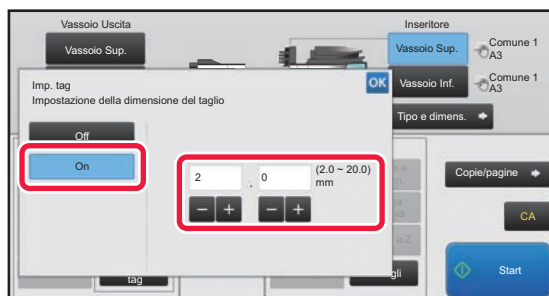 Vassoio Uscita
Inseritore
Vassoio Sup.
Vassoio Sup.
Comune 1
A3
OK
Vassoio Inf.
Comune 1
A3
Imp. tag
Impostazione della dimensione del taglio
Tipo e dimens.
Off
On
2 . 0 (2.0 ~ 20.0)
mm
Copie/pagine
CA
a Z
Start
tag
gli